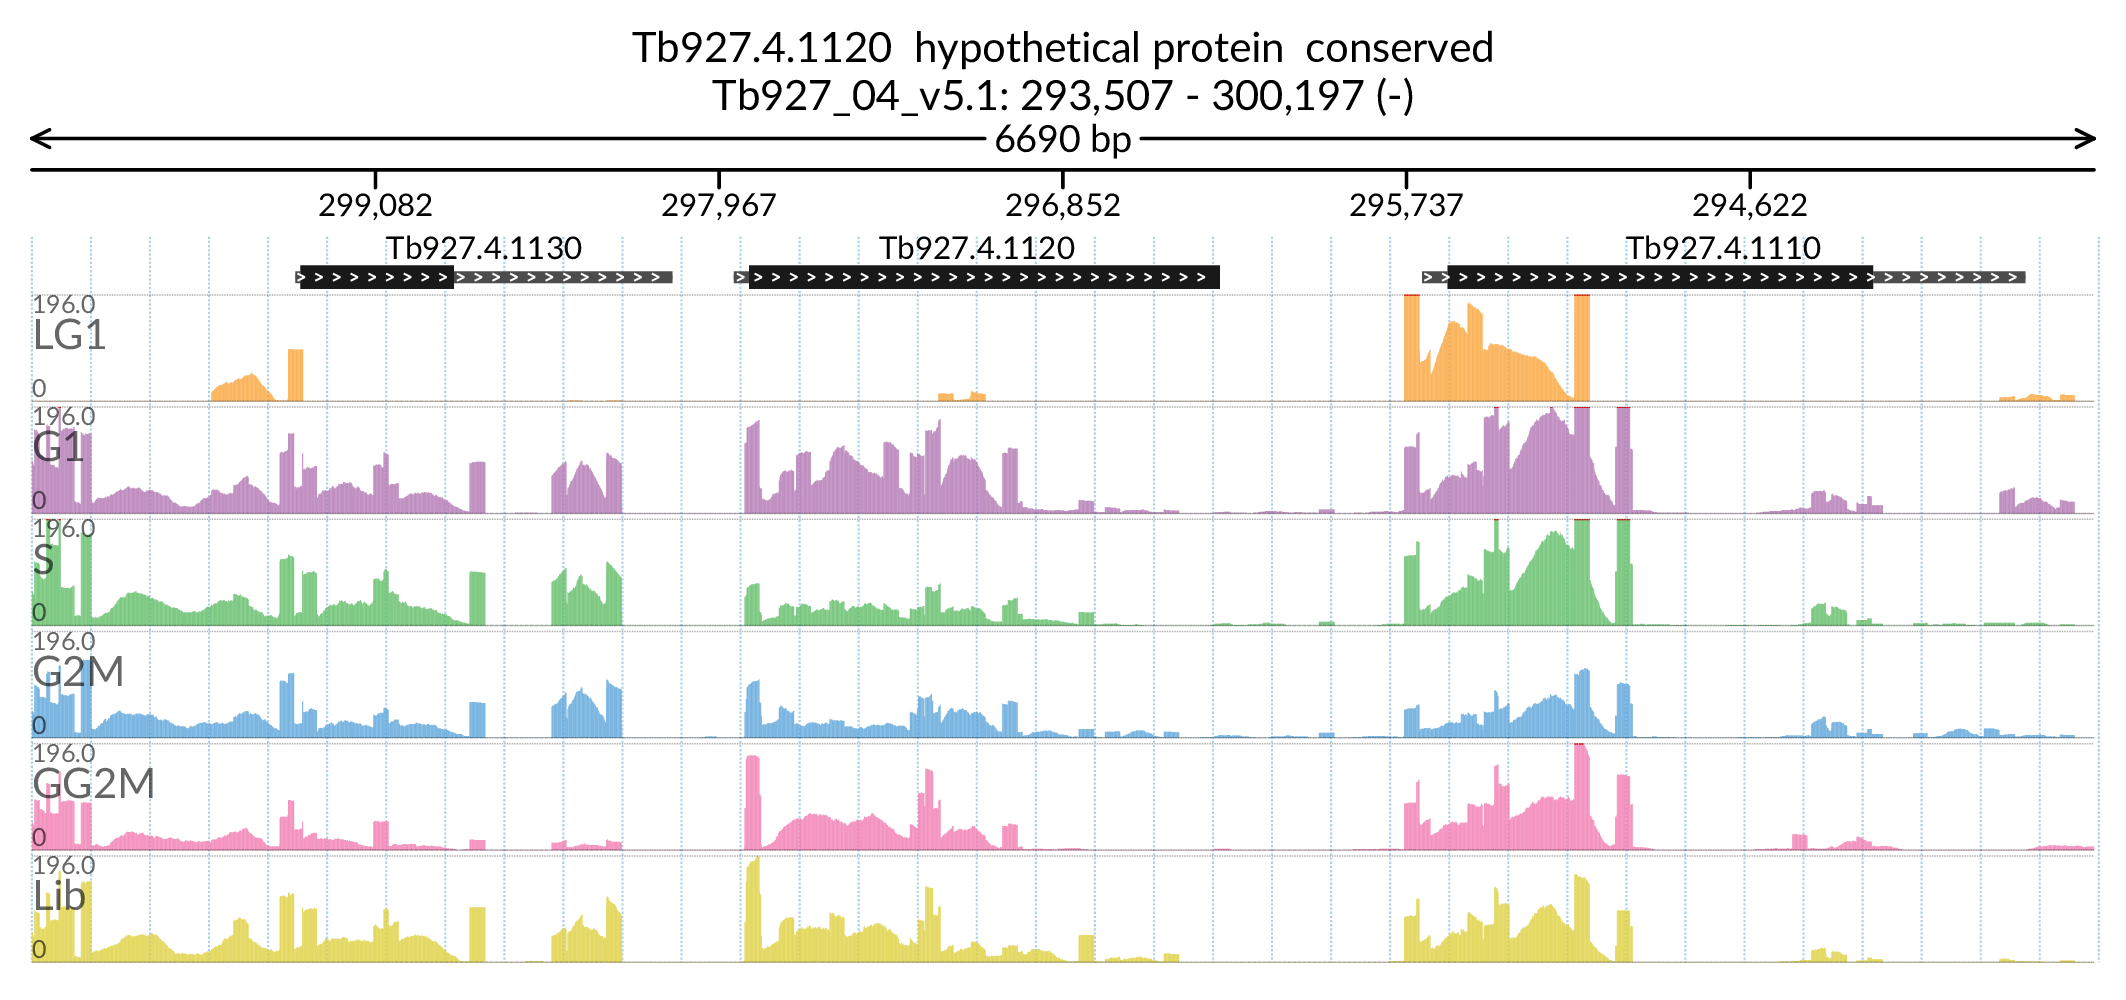 Tb927.4.1120  hypothetical protein  conserved
Tb927_04_v5.1: 293,507 - 300,197 (-)
6690 bp
299,082 297,967 296,852 295,737 294,622
Tb927.4.1130 Tb927.4.1120 Tb927.4.1110
196.0
LG1
0
196.0
G1
0
196.0
S
0
196.0
G2M
0
196.0
GG2M
0
196.0
Lib
0